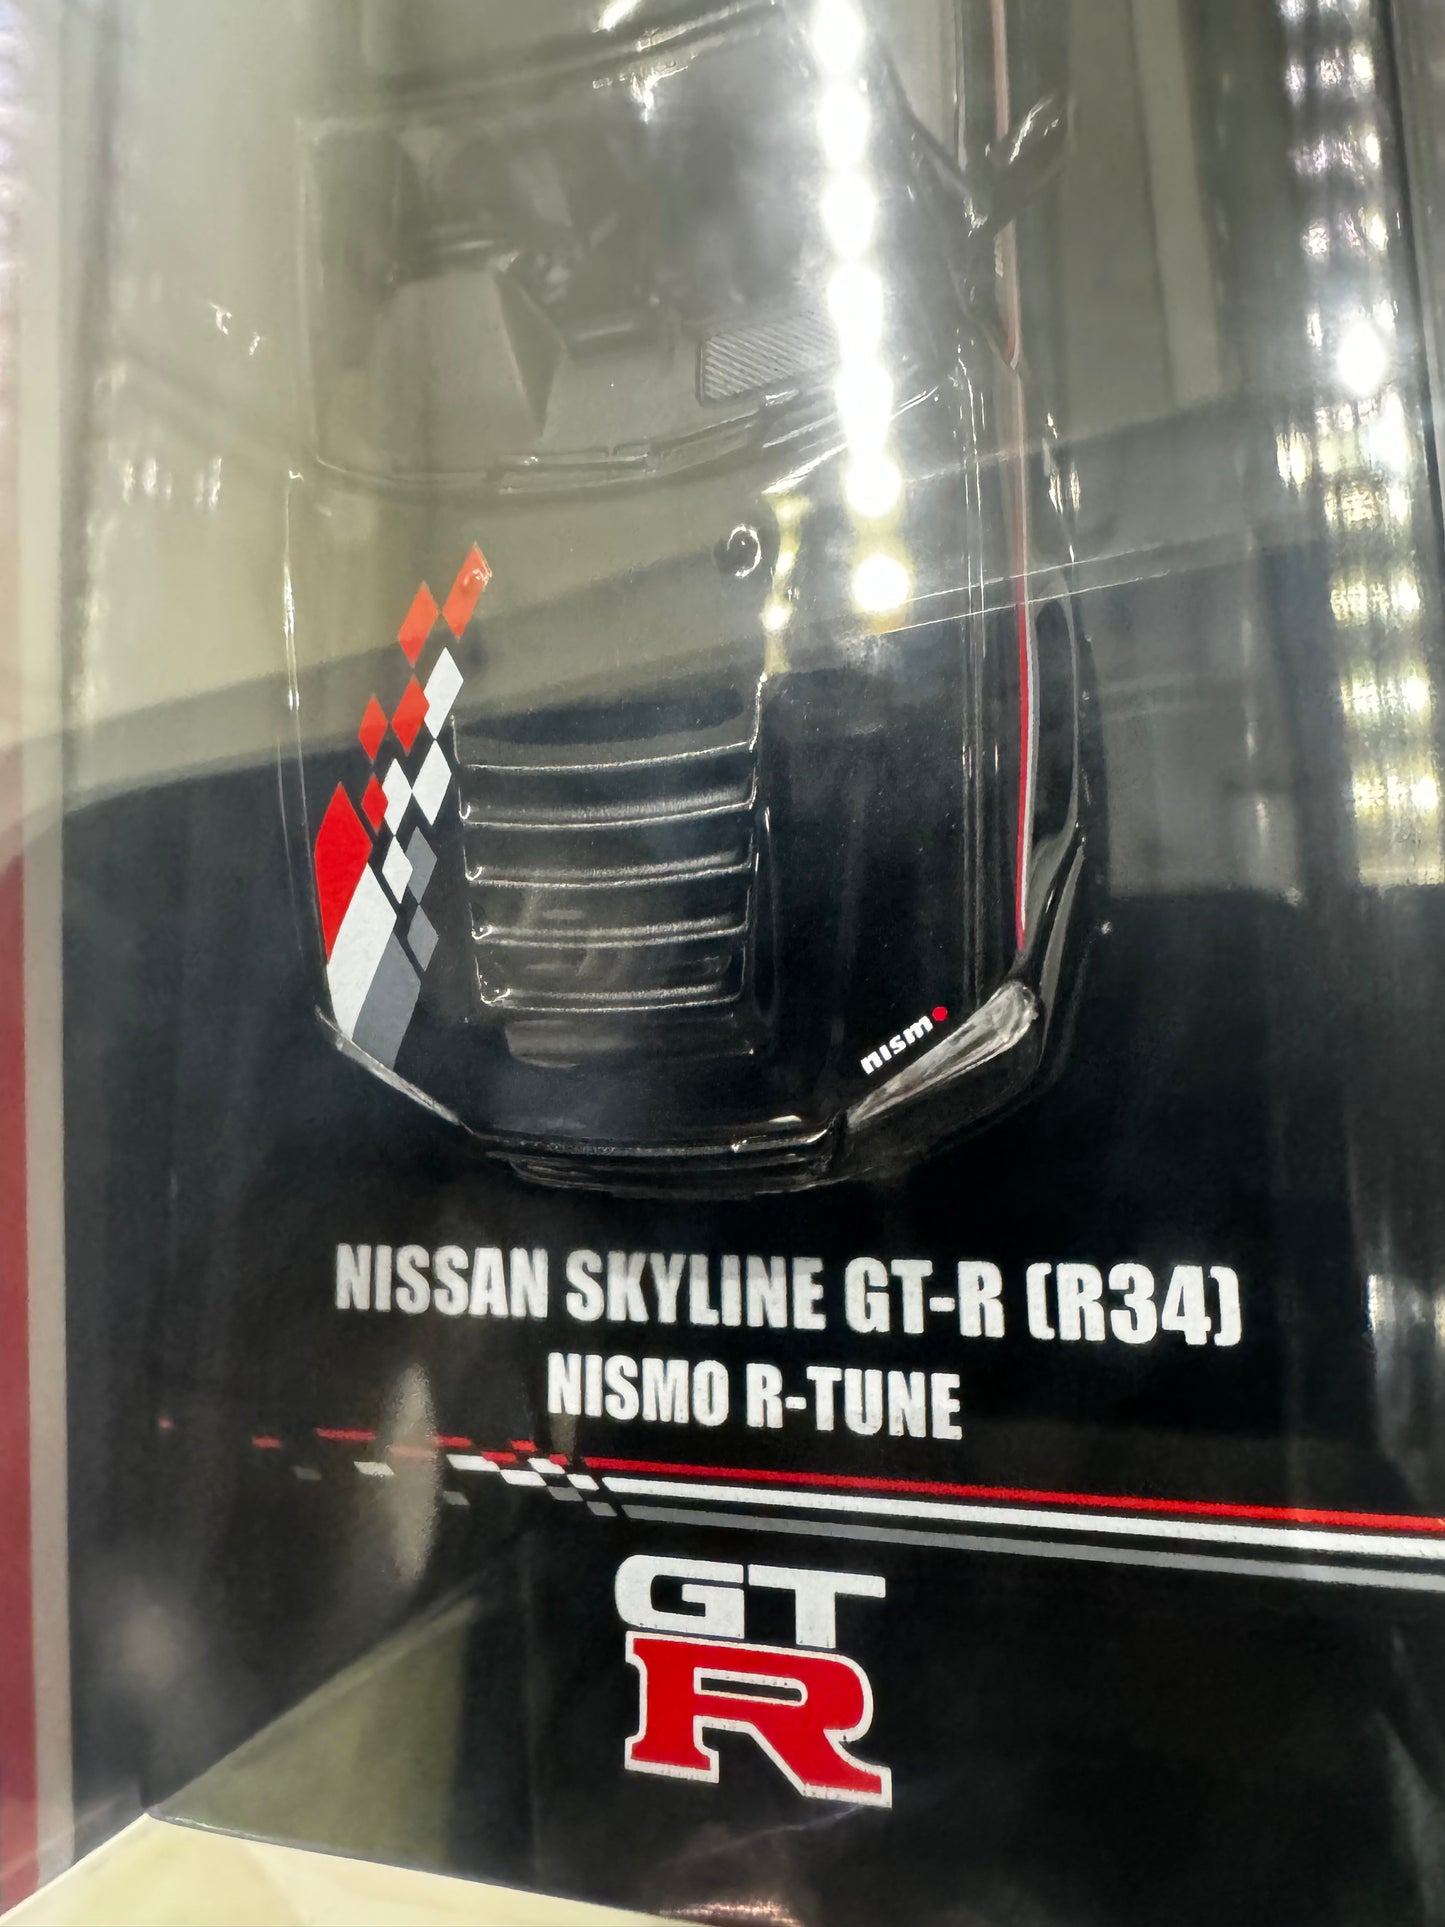 nismo
NISSAN SKYLINE GT-R (R34)
NISMO R-TUNE
GT
R